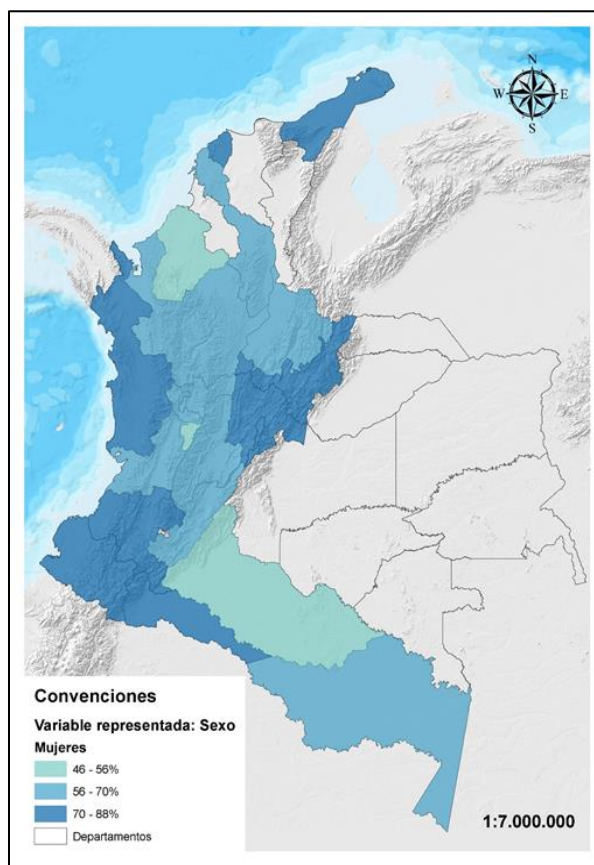 N
W E
S
Convenciones
Variable representada: Sexo
Mujeres
46 - 56%
56 - 70%
70 - 88%
Departamentos
1:7.000.000